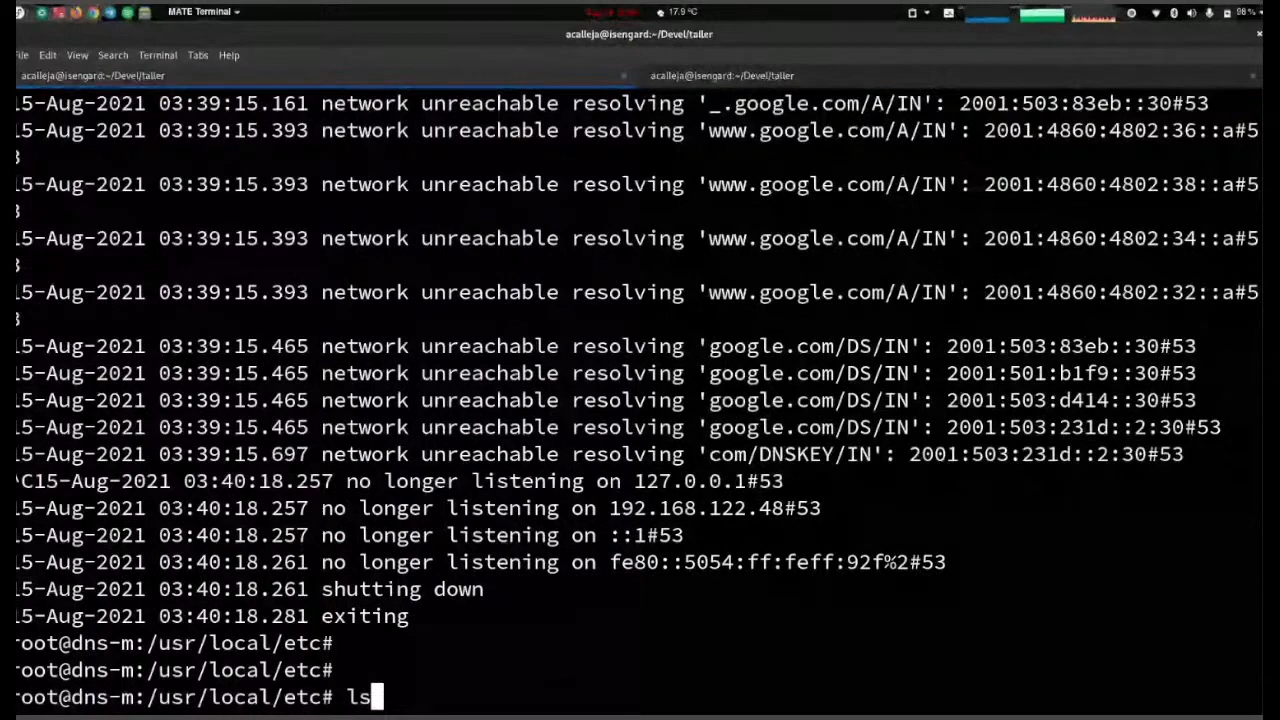 MATE Terminal
17.9 ºC
98 %
acalleja@isengard:~/Devel/taller
File Edit View Search Terminal Tabs Help
acalleja@isengard:~/Devel/taller × acalleja@isengard:~/Devel/taller ×
15-Aug-2021 03:39:15.161 network unreachable resolving '_.google.com/A/IN': 2001:503:83eb::30#53
15-Aug-2021 03:39:15.393 network unreachable resolving 'www.google.com/A/IN': 2001:4860:4802:36::a#5
3
15-Aug-2021 03:39:15.393 network unreachable resolving 'www.google.com/A/IN': 2001:4860:4802:38::a#5
3
15-Aug-2021 03:39:15.393 network unreachable resolving 'www.google.com/A/IN': 2001:4860:4802:34::a#5
3
15-Aug-2021 03:39:15.393 network unreachable resolving 'www.google.com/A/IN': 2001:4860:4802:32::a#5
3
15-Aug-2021 03:39:15.465 network unreachable resolving 'google.com/DS/IN': 2001:503:83eb::30#53
15-Aug-2021 03:39:15.465 network unreachable resolving 'google.com/DS/IN': 2001:501:b1f9::30#53
15-Aug-2021 03:39:15.465 network unreachable resolving 'google.com/DS/IN': 2001:503:d414::30#53
15-Aug-2021 03:39:15.465 network unreachable resolving 'google.com/DS/IN': 2001:503:231d::2:30#53
15-Aug-2021 03:39:15.697 network unreachable resolving 'com/DNSKEY/IN': 2001:503:231d::2:30#53
^C15-Aug-2021 03:40:18.257 no longer listening on 127.0.0.1#53
15-Aug-2021 03:40:18.257 no longer listening on 192.168.122.48#53
15-Aug-2021 03:40:18.257 no longer listening on ::1#53
15-Aug-2021 03:40:18.261 no longer listening on fe80::5054:ff:feff:92f%2#53
15-Aug-2021 03:40:18.261 shutting down
15-Aug-2021 03:40:18.281 exiting
root@dns-m:/usr/local/etc#
root@dns-m:/usr/local/etc#
root@dns-m:/usr/local/etc# ls